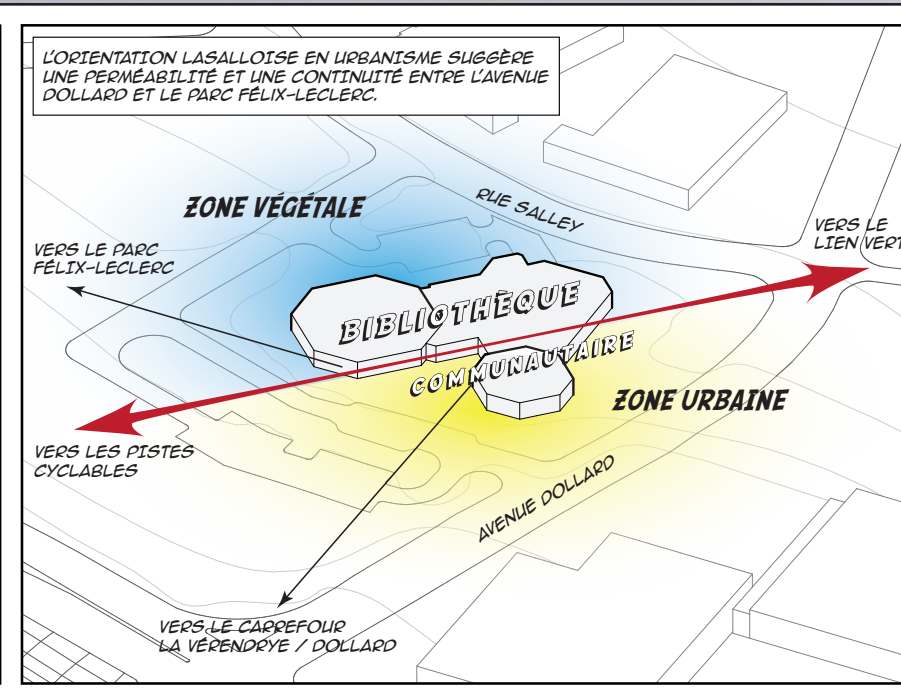 L'ORIENTATION LASALLOISE EN URBANISME SUGGÈRE
UNE PERMÉABILITÉ ET UNE CONTINUITÉ ENTRE L'AVENUE
DOLLARD ET LE PARC FÉLIX-LECLERC.
ZONE VÉGÉTALE
RUE SALLEY
VERS LE
LIEN VERT
VERS LE PARC
FÉLIX-LECLERC
BIBLIOTHÈQUE
COMMUNAUTAIRE
ZONE URBAINE
VERS LES PISTES
CYCLABLES
AVENUE DOLLARD
VERS LE CARREFOUR
LA VÉRENDRYE / DOLLARD